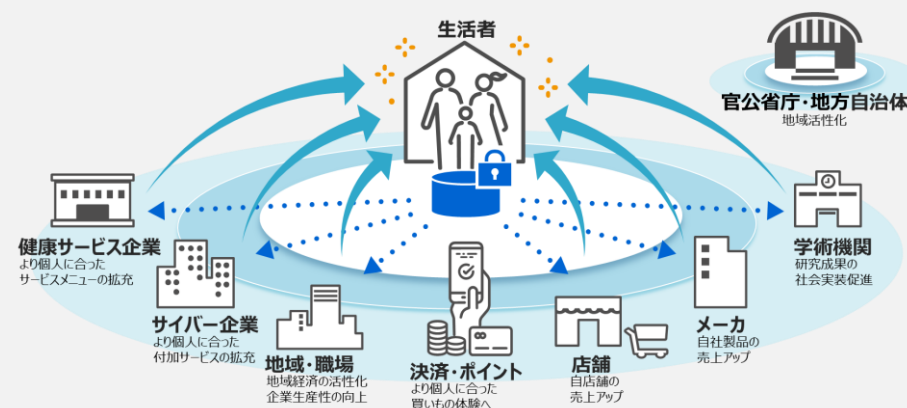 生活者
官公省庁・地方自治体
地域活性化
健康サービス企業
より個人に合った
サービスメニューの拡充
サイバー企業
より個人に合った
付加サービスの拡充
地域・職場
地域経済の活性化
企業生産性の向上
決済・ポイント
より個人に合った
買いもの体験へ
店舗
自店舗の
売上アップ
メーカ
自社製品の
売上アップ
学術機関
研究成果の
社会実装促進